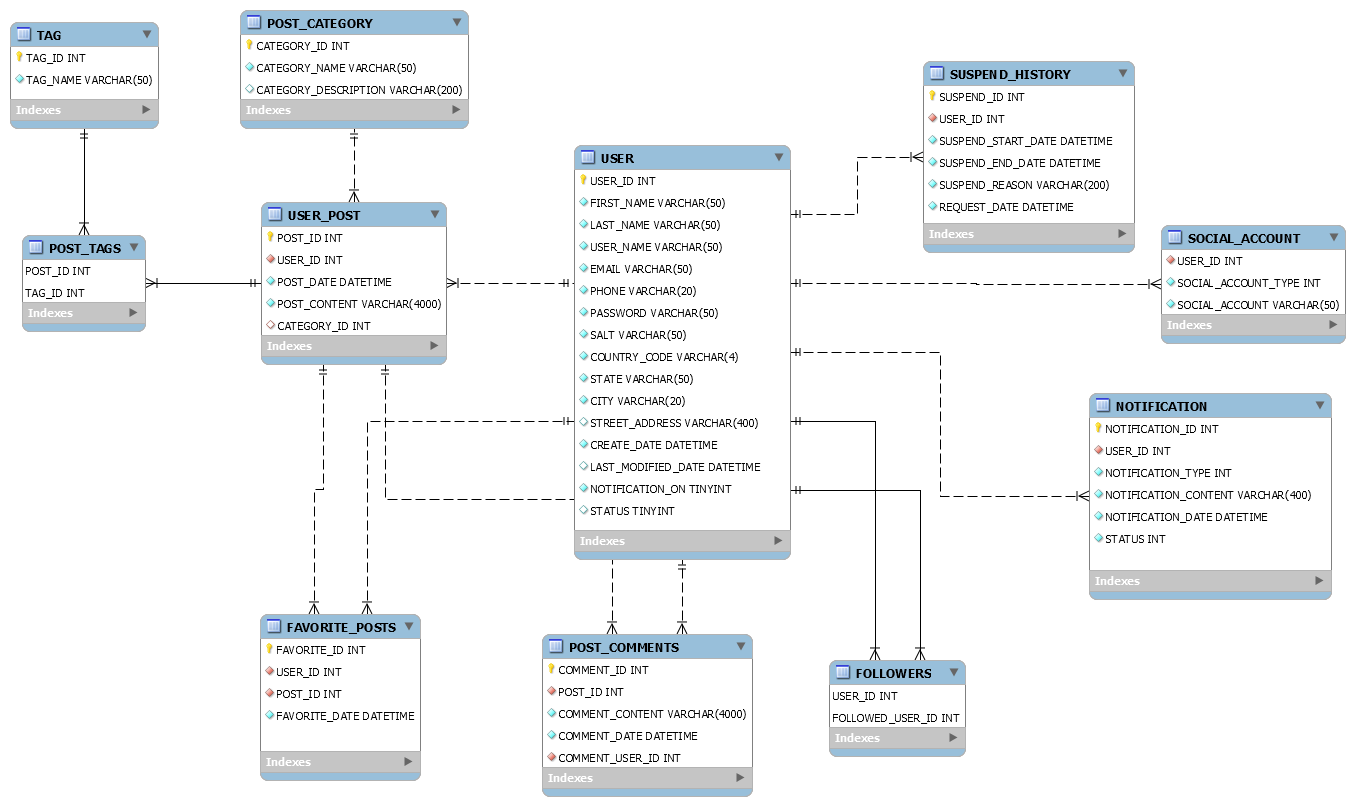 TAG
TAG_ID INT
TAG_NAME VARCHAR(50)
Indexes
POST_CATEGORY
CATEGORY_ID INT
CATEGORY_NAME VARCHAR(50)
CATEGORY_DESCRIPTION VARCHAR(200)
Indexes
SUSPEND_HISTORY
SUSPEND_ID INT
USER_ID INT
SUSPEND_START_DATE DATETIME
SUSPEND_END_DATE DATETIME
SUSPEND_REASON VARCHAR(200)
REQUEST_DATE DATETIME
Indexes
USER
USER_ID INT
FIRST_NAME VARCHAR(50)
LAST_NAME VARCHAR(50)
USER_NAME VARCHAR(50)
EMAIL VARCHAR(50)
PHONE VARCHAR(20)
PASSWORD VARCHAR(50)
SALT VARCHAR(50)
COUNTRY_CODE VARCHAR(4)
STATE VARCHAR(50)
CITY VARCHAR(20)
STREET_ADDRESS VARCHAR(400)
CREATE_DATE DATETIME
LAST_MODIFIED_DATE DATETIME
NOTIFICATION_ON TINYINT
STATUS TINYINT
Indexes
USER_POST
POST_ID INT
USER_ID INT
POST_DATE DATETIME
POST_CONTENT VARCHAR(4000)
CATEGORY_ID INT
Indexes
POST_TAGS
POST_ID INT
TAG_ID INT
Indexes
SOCIAL_ACCOUNT
USER_ID INT
SOCIAL_ACCOUNT_TYPE INT
SOCIAL_ACCOUNT VARCHAR(50)
Indexes
NOTIFICATION
NOTIFICATION_ID INT
USER_ID INT
NOTIFICATION_TYPE INT
NOTIFICATION_CONTENT VARCHAR(400)
NOTIFICATION_DATE DATETIME
STATUS INT
Indexes
FAVORITE_POSTS
FAVORITE_ID INT
USER_ID INT
POST_ID INT
FAVORITE_DATE DATETIME
Indexes
POST_COMMENTS
COMMENT_ID INT
POST_ID INT
COMMENT_CONTENT VARCHAR(4000)
COMMENT_DATE DATETIME
COMMENT_USER_ID INT
Indexes
FOLLOWERS
USER_ID INT
FOLLOWED_USER_ID INT
Indexes